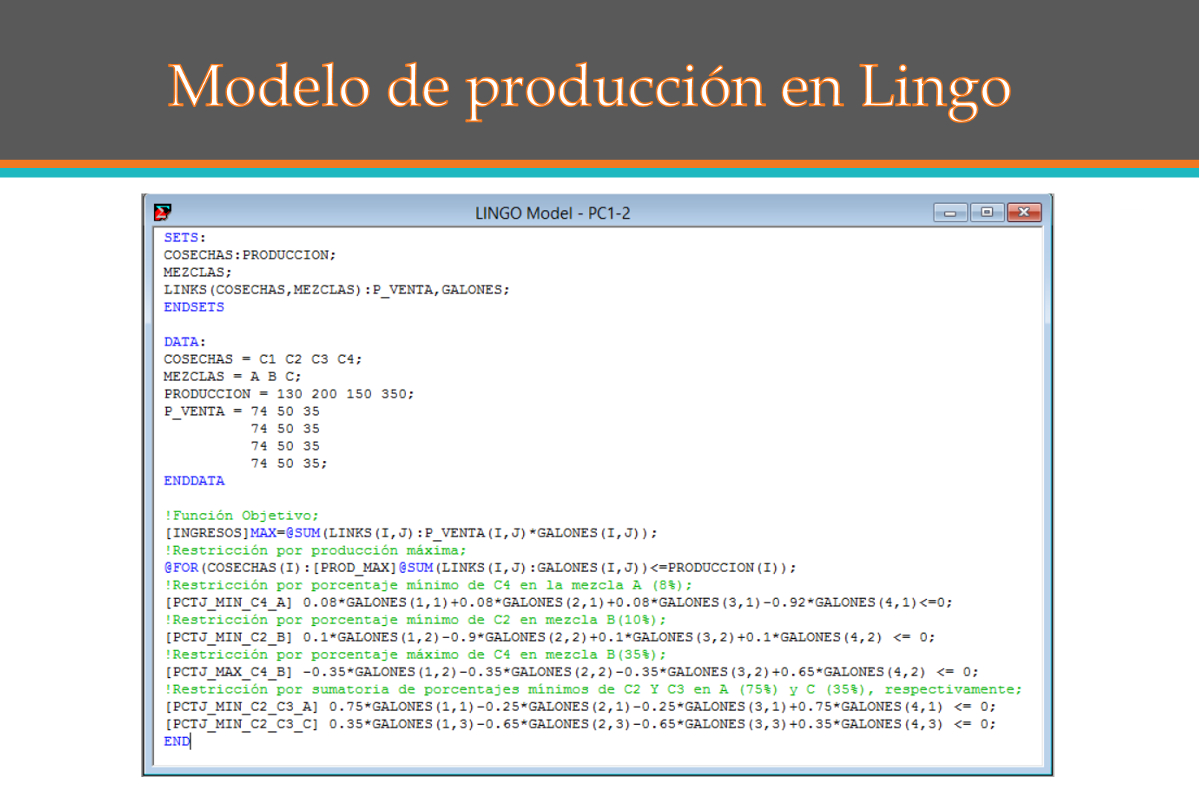 Modelo de producción en Lingo
LINGO Model - PC1-2
SETS:
COSECHAS:PRODUCCION;
MEZCLAS;
LINKS(COSECHAS,MEZCLAS):P_VENTA,GALONES;
ENDSETS
DATA:
COSECHAS = C1 C2 C3 C4;
MEZCLAS = A B C;
PRODUCCION = 130 200 150 350;
P_VENTA = 74 50 35
74 50 35
74 50 35
74 50 35;
ENDDATA
!Función Objetivo;
[INGRESOS]MAX=@SUM(LINKS(I,J):P_VENTA(I,J)*GALONES(I,J));
!Restricción por producción máxima;
@FOR(COSECHAS(I):[PROD_MAX]@SUM(LINKS(I,J):GALONES(I,J))<=PRODUCCION(I));
!Restricción por porcentaje mínimo de C4 en la mezcla A (8%);
[PCTJ_MIN_C4_A] 0.08*GALONES(1,1)+0.08*GALONES(2,1)+0.08*GALONES(3,1)-0.92*GALONES(4,1)<=0;
!Restricción por porcentaje mínimo de C2 en mezcla B(10%);
[PCTJ_MIN_C2_B] 0.1*GALONES(1,2)-0.9*GALONES(2,2)+0.1*GALONES(3,2)+0.1*GALONES(4,2) <= 0;
!Restricción por porcentaje máximo de C4 en mezcla B(35%);
[PCTJ_MAX_C4_B] -0.35*GALONES(1,2)-0.35*GALONES(2,2)-0.35*GALONES(3,2)+0.65*GALONES(4,2) <= 0;
!Restricción por sumatoria de porcentajes mínimos de C2 Y C3 en A (75%) y C (35%), respectivamente;
[PCTJ_MIN_C2_C3_A] 0.75*GALONES(1,1)-0.25*GALONES(2,1)-0.25*GALONES(3,1)+0.75*GALONES(4,1) <= 0;
[PCTJ_MIN_C2_C3_C] 0.35*GALONES(1,3)-0.65*GALONES(2,3)-0.65*GALONES(3,3)+0.35*GALONES(4,3) <= 0;
END